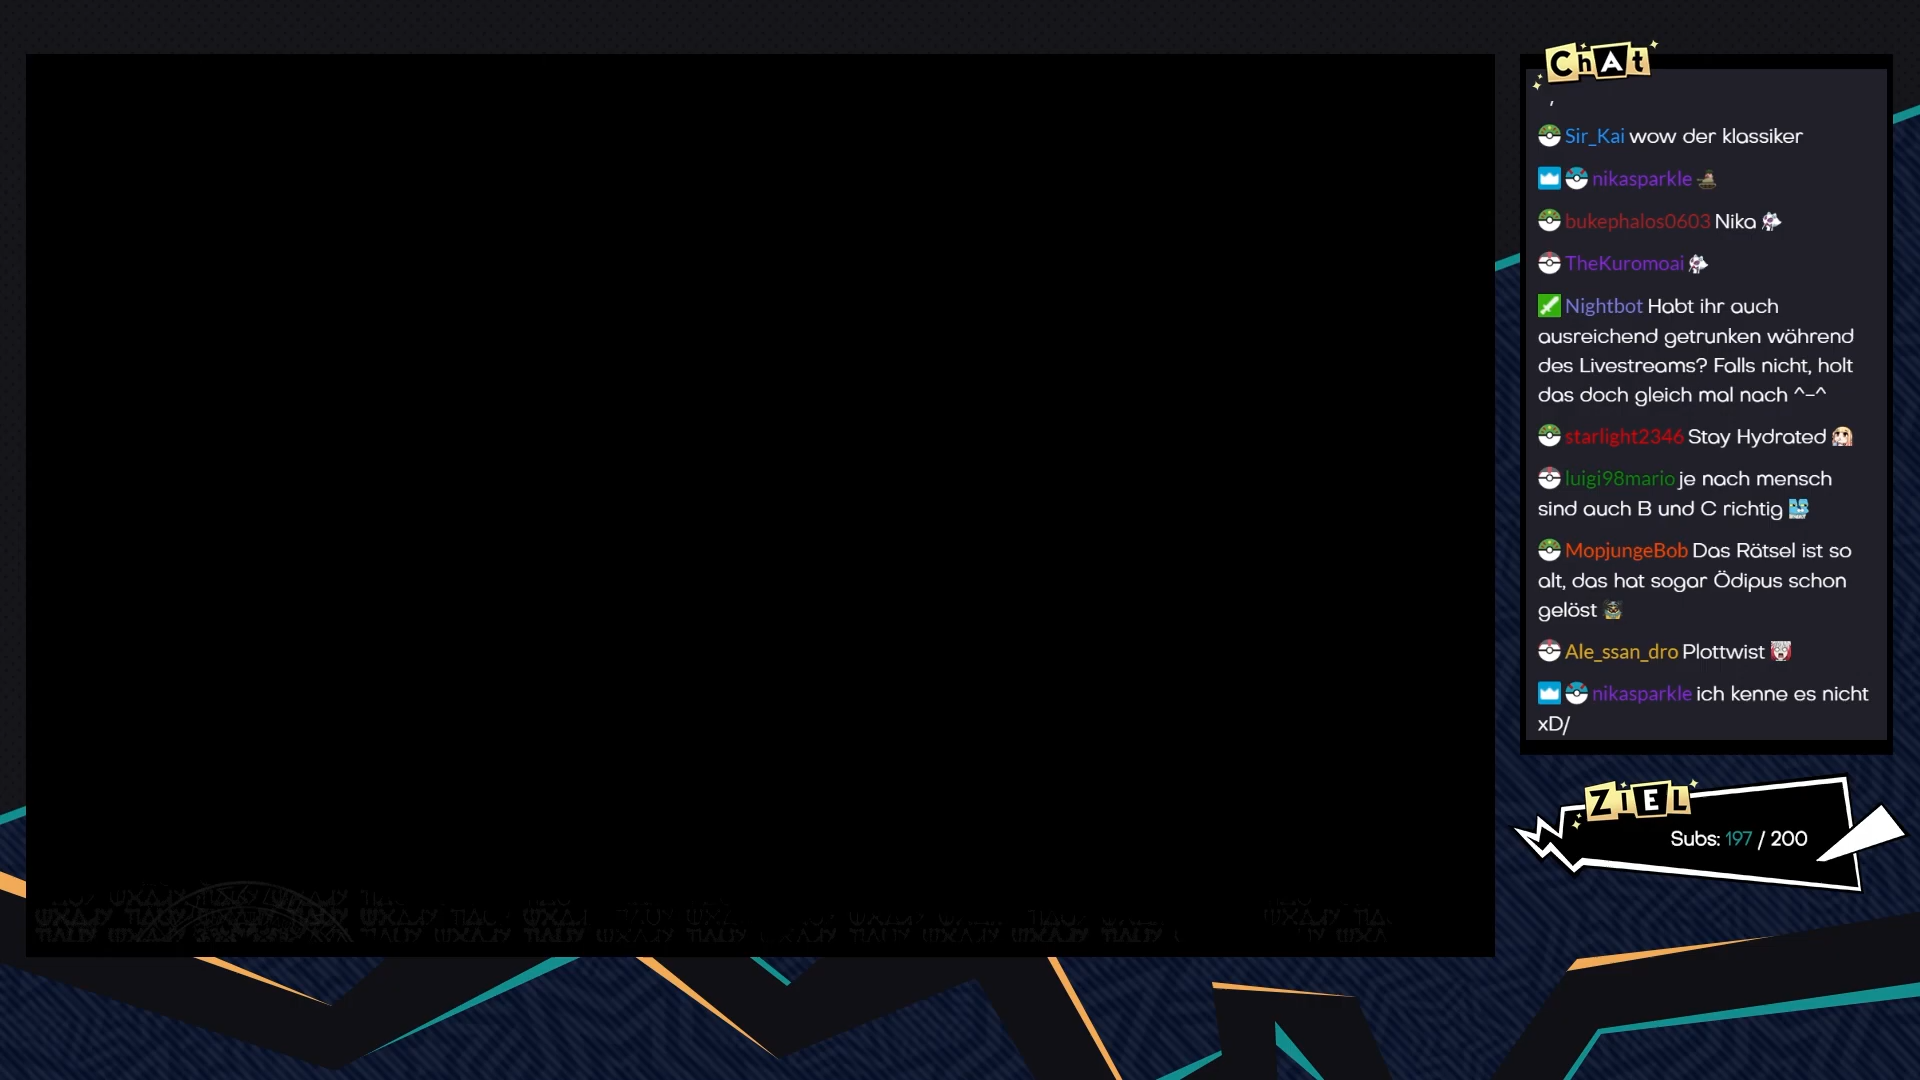 ChAt
,
Sir_Kai wow der klassiker
nikasparkle
bukephalos0603 Nika
TheKuromoai
Nightbot Habt ihr auch
ausreichend getrunken während
des Livestreams? Falls nicht, holt
das doch gleich mal nach ^-^
starlight2346 Stay Hydrated
luigi98mario je nach mensch
sind auch B und C richtig
MopjungeBob Das Rätsel ist so
alt, das hat sogar Ödipus schon
gelöst
Ale_ssan_dro Plottwist
nikasparkle ich kenne es nicht
xD/
ZiEL
Subs: 197 / 200